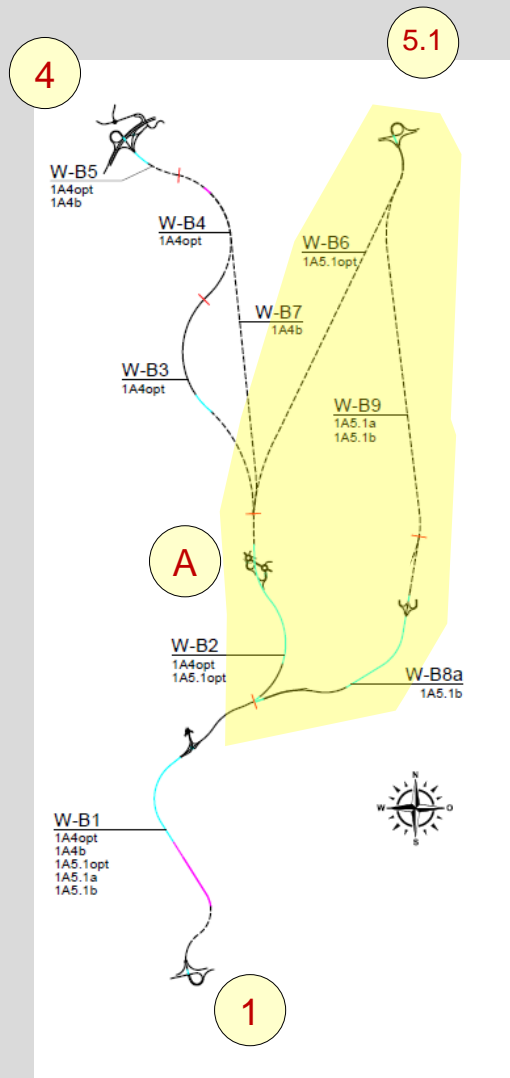 5.1
4
W-B5
1A4opt
1A4b
W-B4
1A4opt
W-B6
1A5.1opt
W-B7
1A4b
W-B3
1A4opt
W-B9
1A5.1a
1A5.1b
A
W-B2
1A4opt
1A5.1opt
W-B8a
1A5.1b
N
W
O
S
W-B1
1A4opt
1A4b
1A5.1opt
1A5.1a
1A5.1b
1